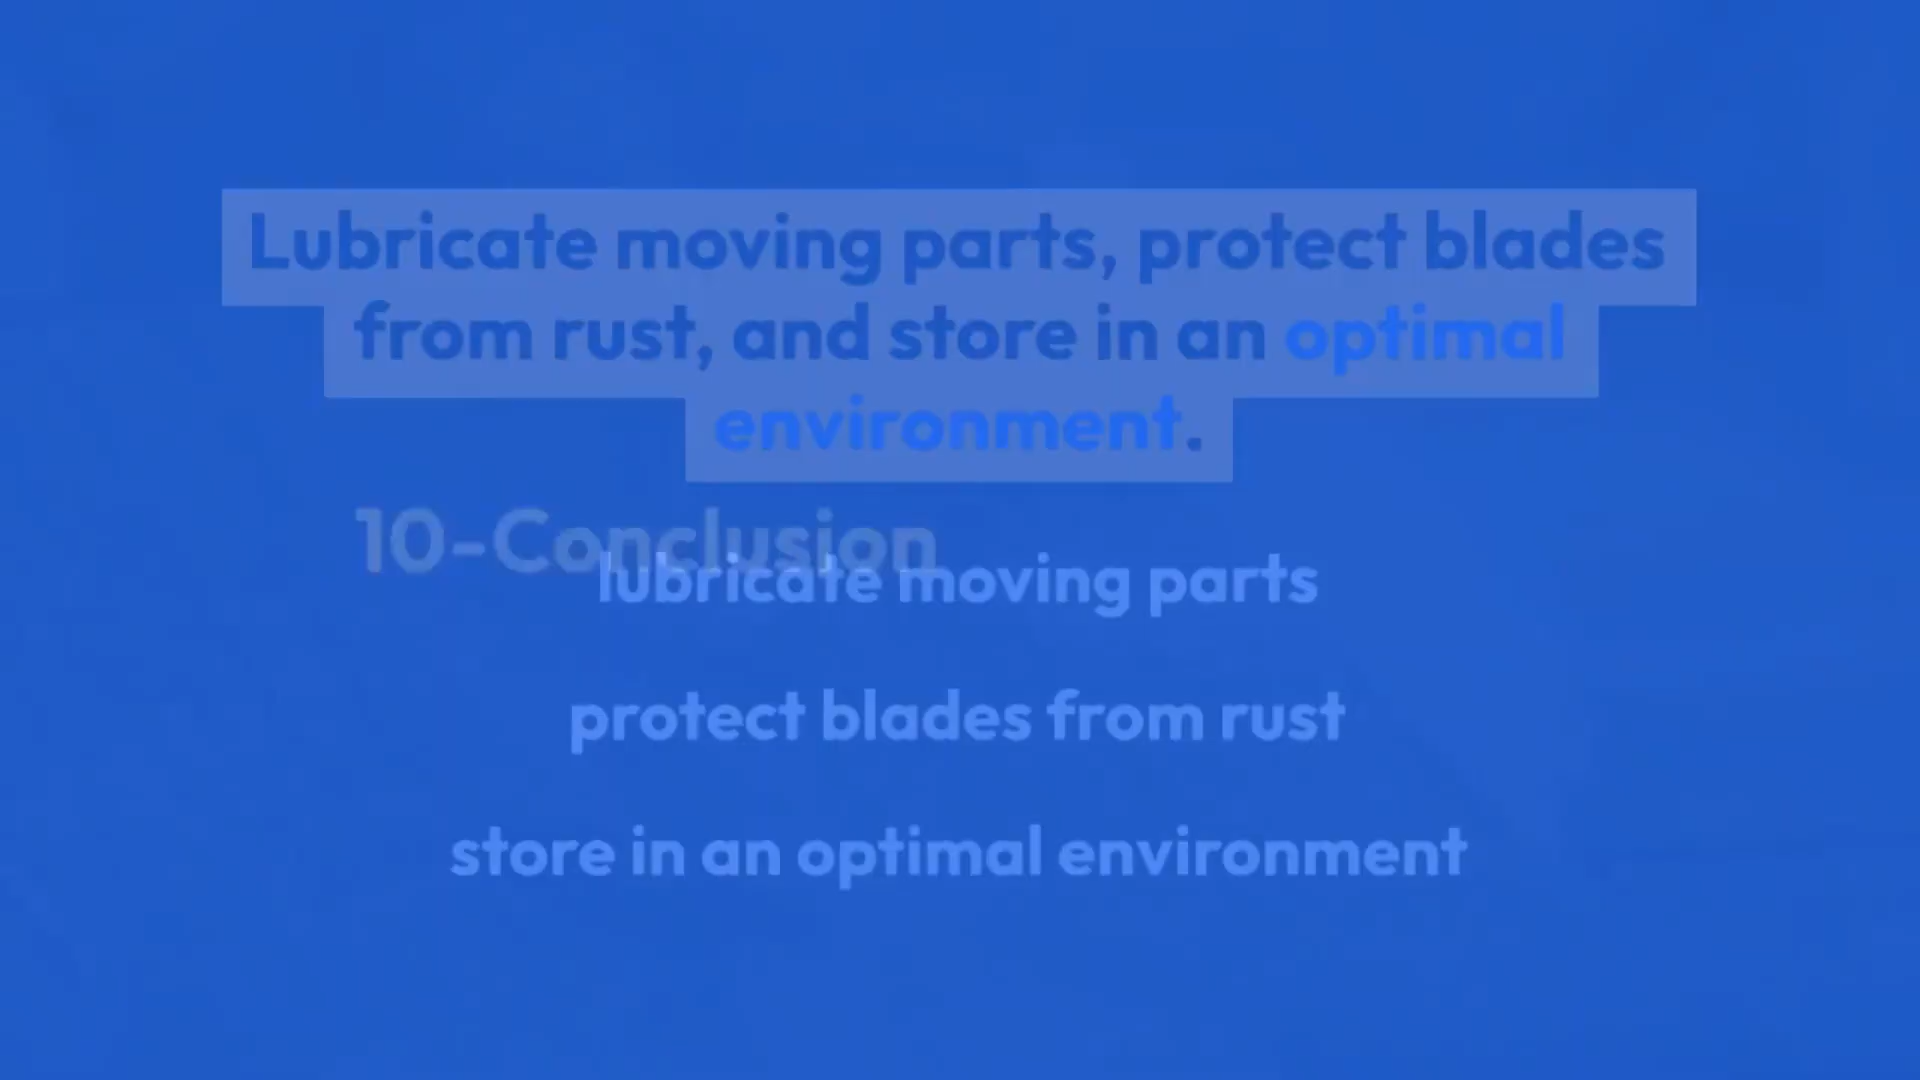 Lubricate moving parts, protect blades
from rust, and store in an optimal
environment.
10-Conclusion
lubricate moving parts
protect blades from rust
store in an optimal environment